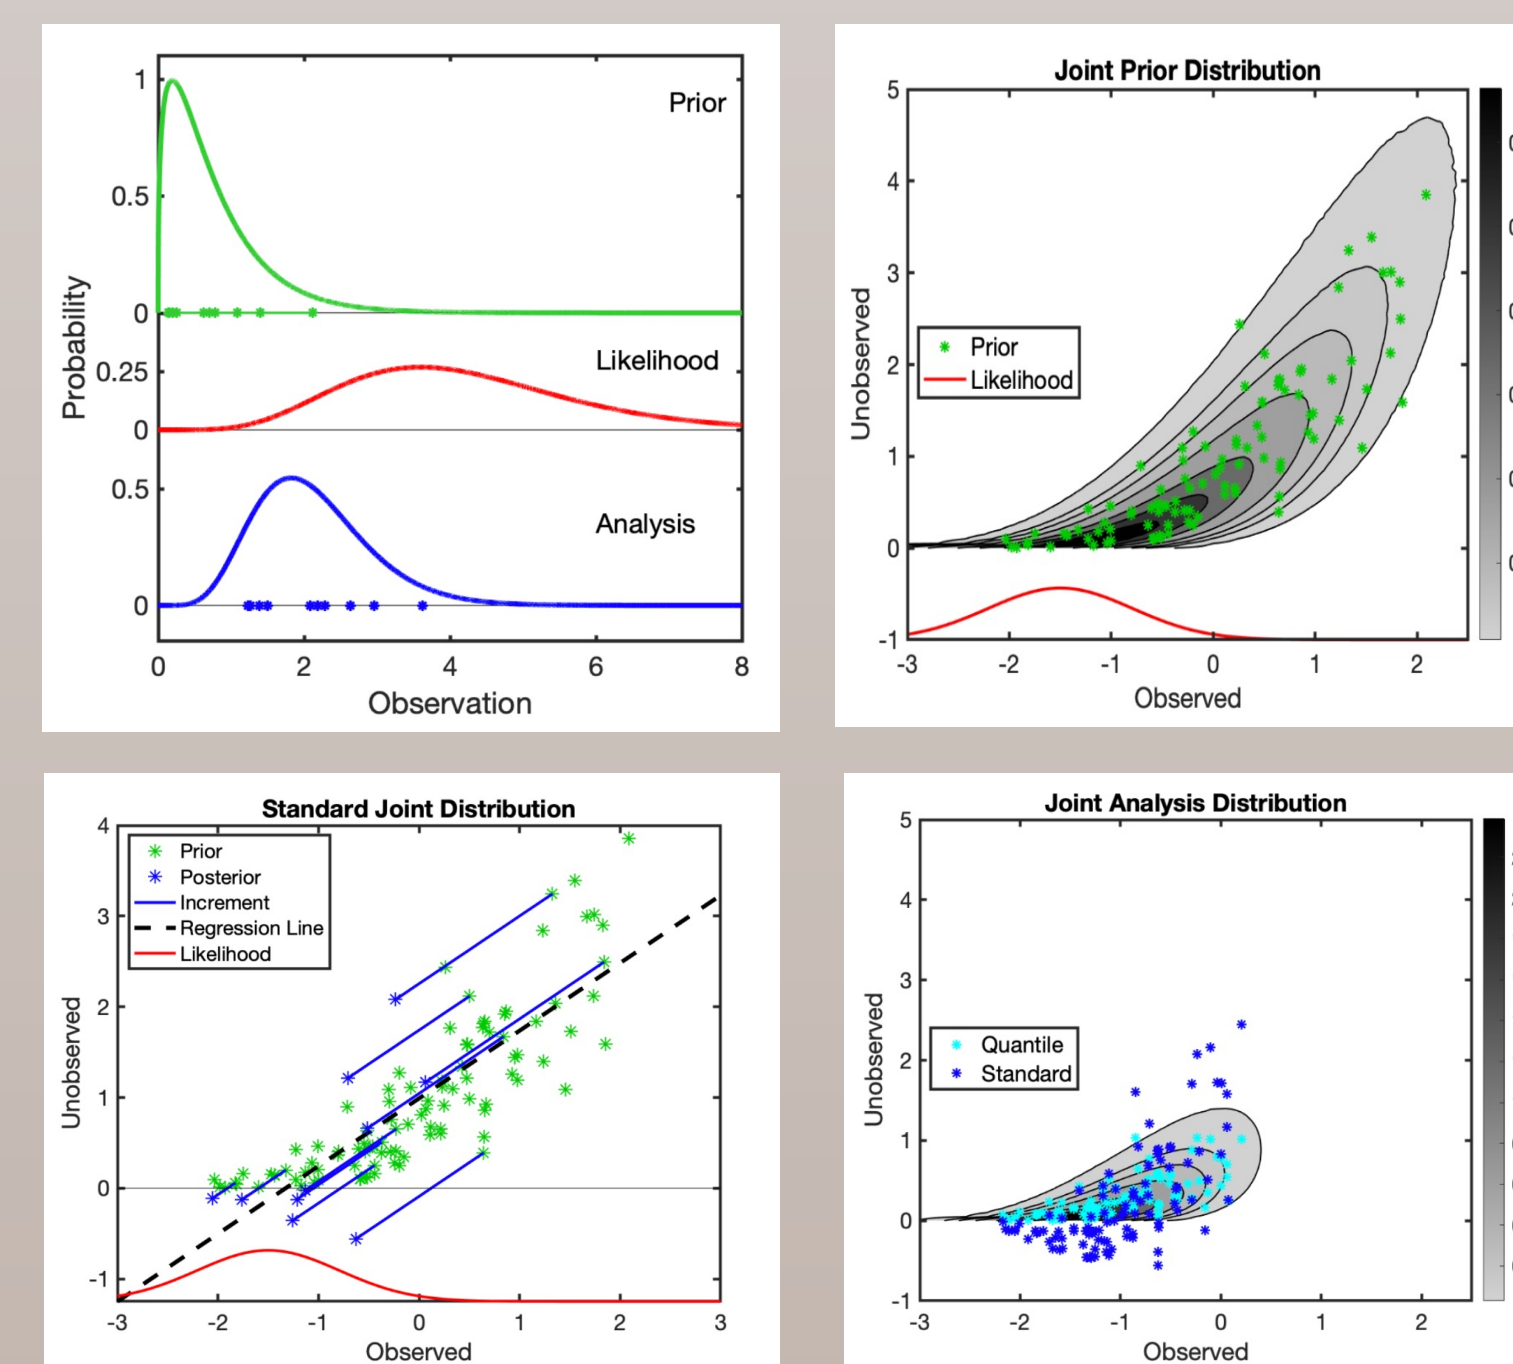 Prior
Likelihood
Analysis
1
0.5
0
0.25
0
0.5
0
Probability
0
2
4
6
8
Observation
Joint Prior Distribution
5
4
3
2
1
0
-1
Unobserved
Prior
Likelihood
-3
-2
-1
0
1
2
Observed
Standard Joint Distribution
4
3
2
1
0
-1
Unobserved
Prior
Posterior
Increment
Regression Line
Likelihood
-3
-2
-1
0
1
2
3
Observed
Joint Analysis Distribution
5
4
3
2
1
0
-1
Unobserved
Quantile
Standard
-3
-2
-1
0
1
2
Observed